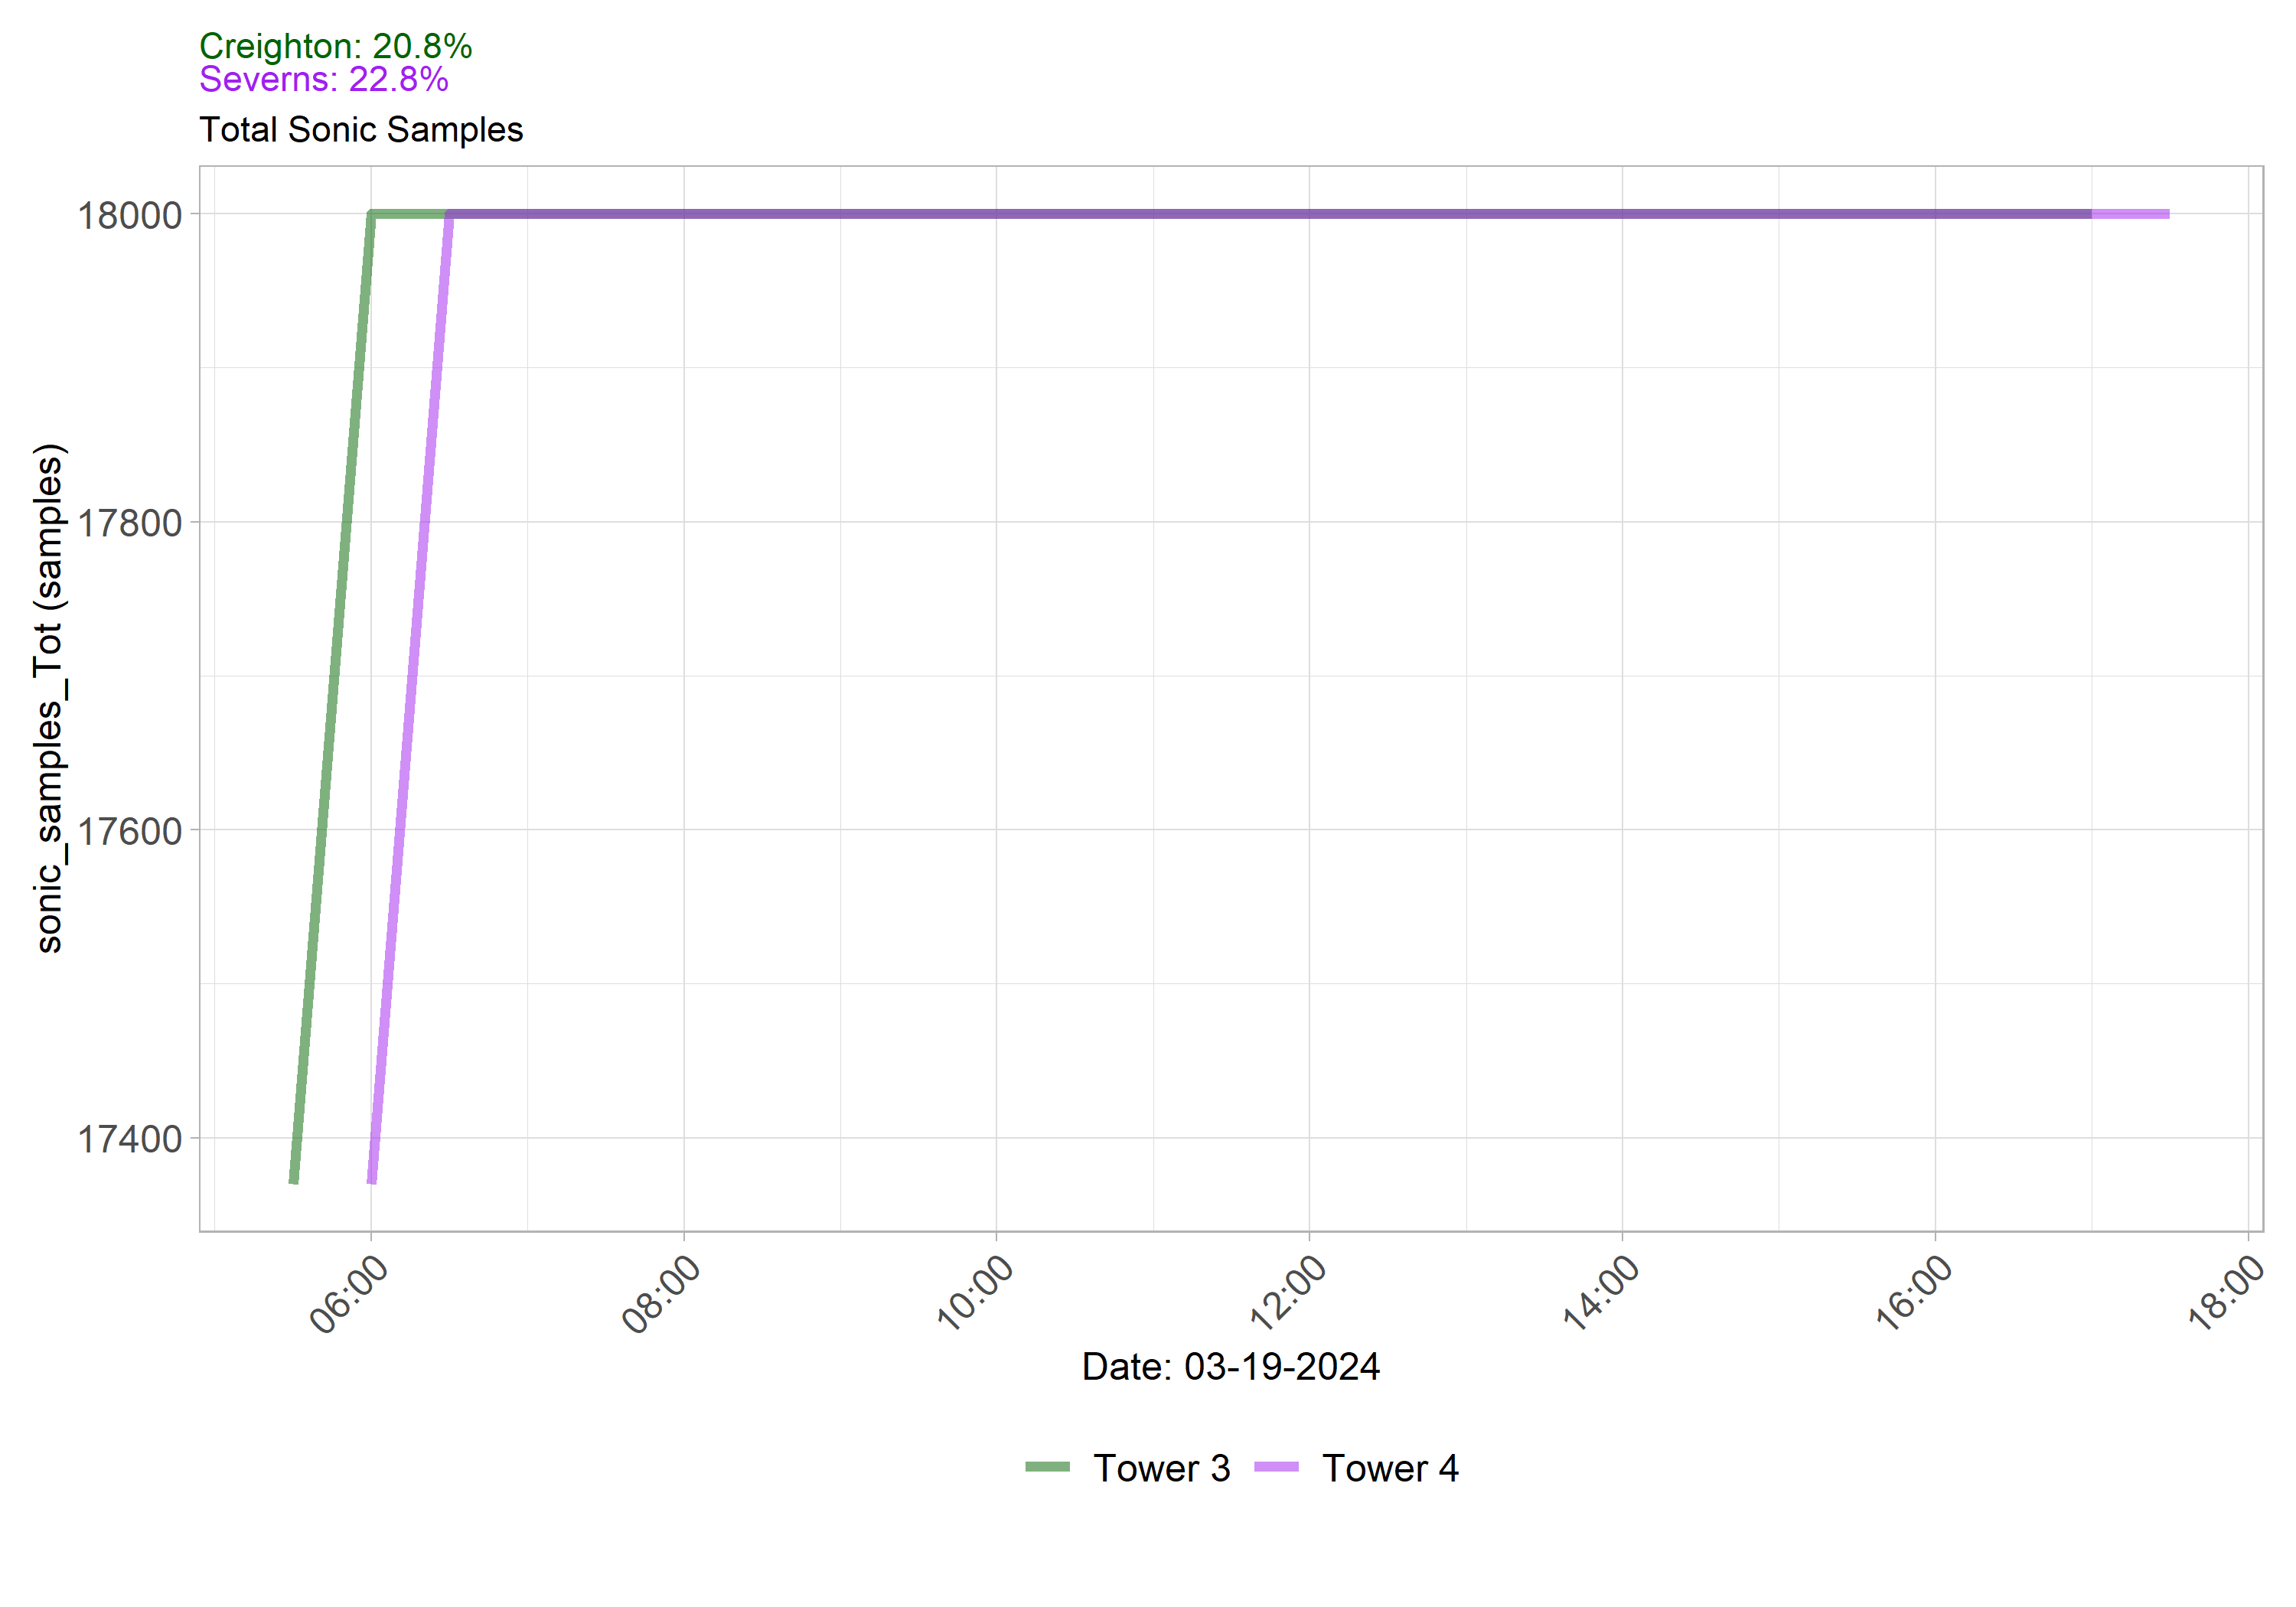 Creighton: 20.8%
Severns: 22.8%
Total Sonic Samples
sonic_samples_Tot (samples)
18000
17800
17600
17400
06:00
08:00
10:00
12:00
14:00
16:00
18:00
Date: 03-19-2024
Tower 3
Tower 4